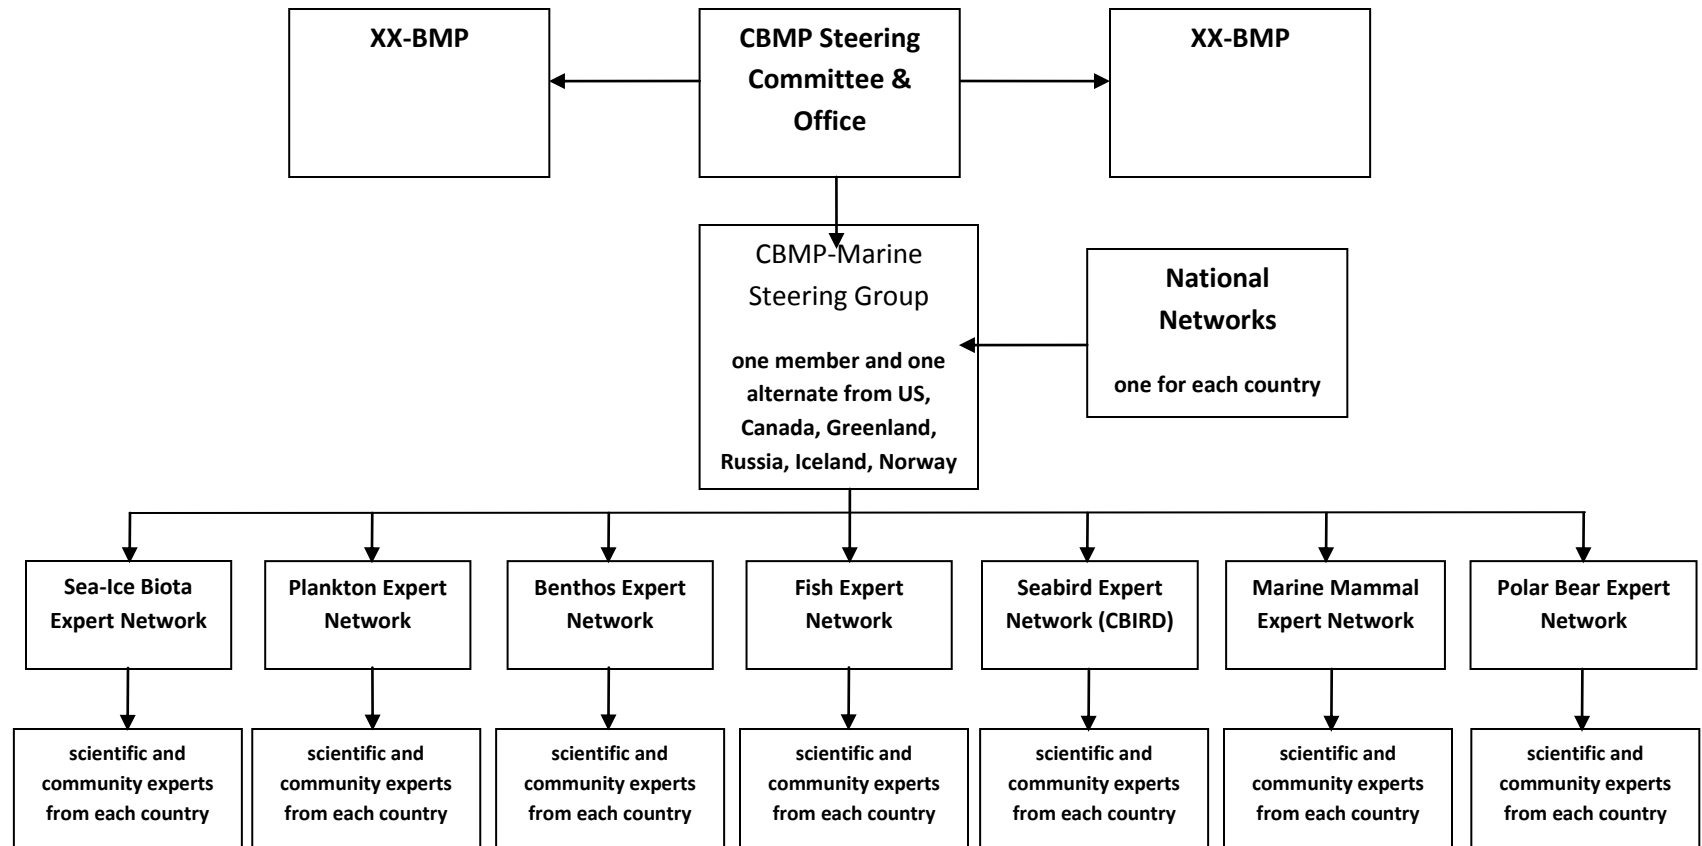 XX-BMP
CBMP Steering
Committee &
Office
XX-BMP
CBMP-Marine
Steering Group
one member and one
alternate from US,
Canada, Greenland,
Russia, Iceland, Norway
National
Networks
one for each country
Sea-Ice Biota
Expert Network
Plankton Expert
Network
Benthos Expert
Network
Fish Expert
Network
Seabird Expert
Network (CBIRD)
Marine Mammal
Expert Network
Polar Bear Expert
Network
scientific and
community experts
from each country
scientific and
community experts
from each country
scientific and
community experts
from each country
scientific and
community experts
from each country
scientific and
community experts
from each country
scientific and
community experts
from each country
scientific and
community experts
from each country